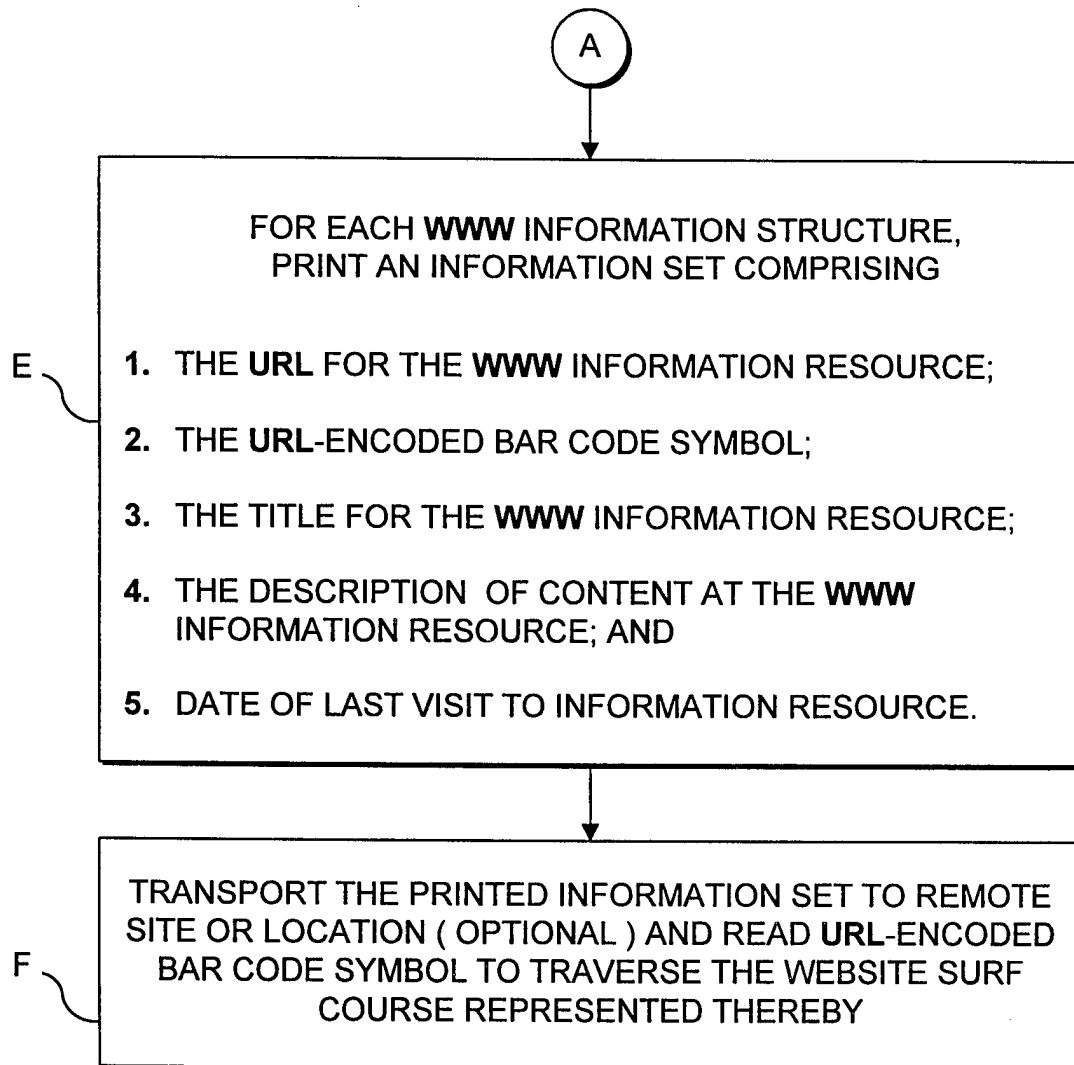 A
FOR EACH WWW INFORMATION STRUCTURE,
PRINT AN INFORMATION SET COMPRISING
E
1. THE URL FOR THE WWW INFORMATION RESOURCE;
2. THE URL-ENCODED BAR CODE SYMBOL;
3. THE TITLE FOR THE WWW INFORMATION RESOURCE;
4. THE DESCRIPTION OF CONTENT AT THE WWW
INFORMATION RESOURCE; AND
5. DATE OF LAST VISIT TO INFORMATION RESOURCE.
TRANSPORT THE PRINTED INFORMATION SET TO REMOTE
SITE OR LOCATION ( OPTIONAL ) AND READ URL-ENCODED
F
BAR CODE SYMBOL TO TRAVERSE THE WEBSITE SURF
COURSE REPRESENTED THEREBY